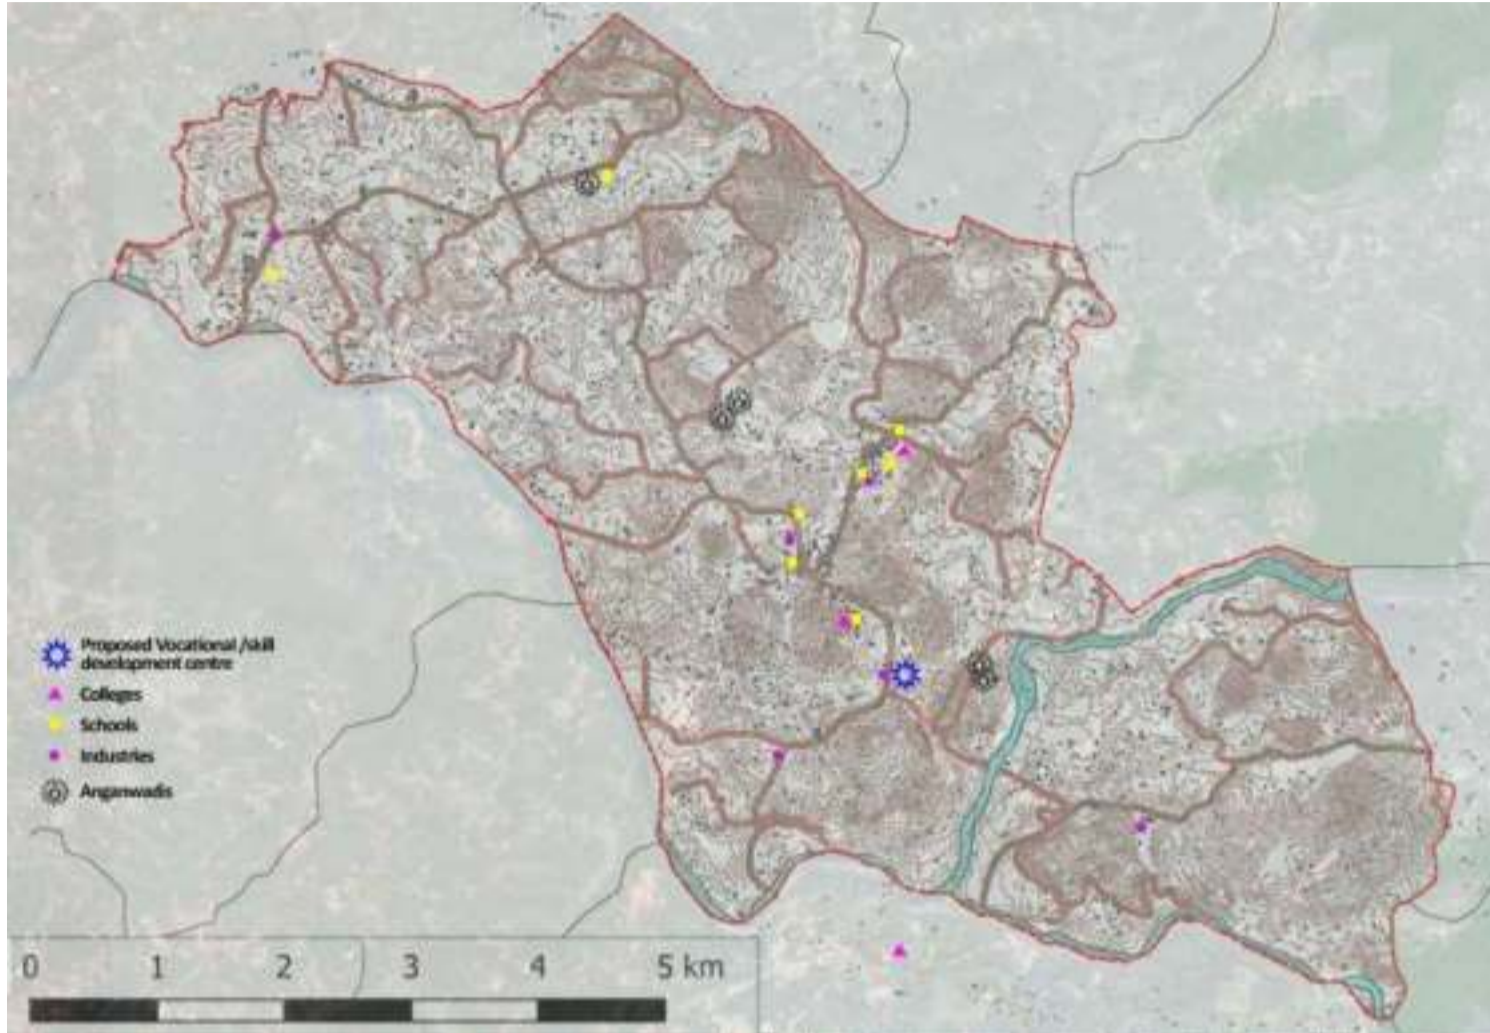 Proposed Vocational /skill
development centre
Colleges
Schools
Industries
Anganwadis
0 1 2 3 4 5 km